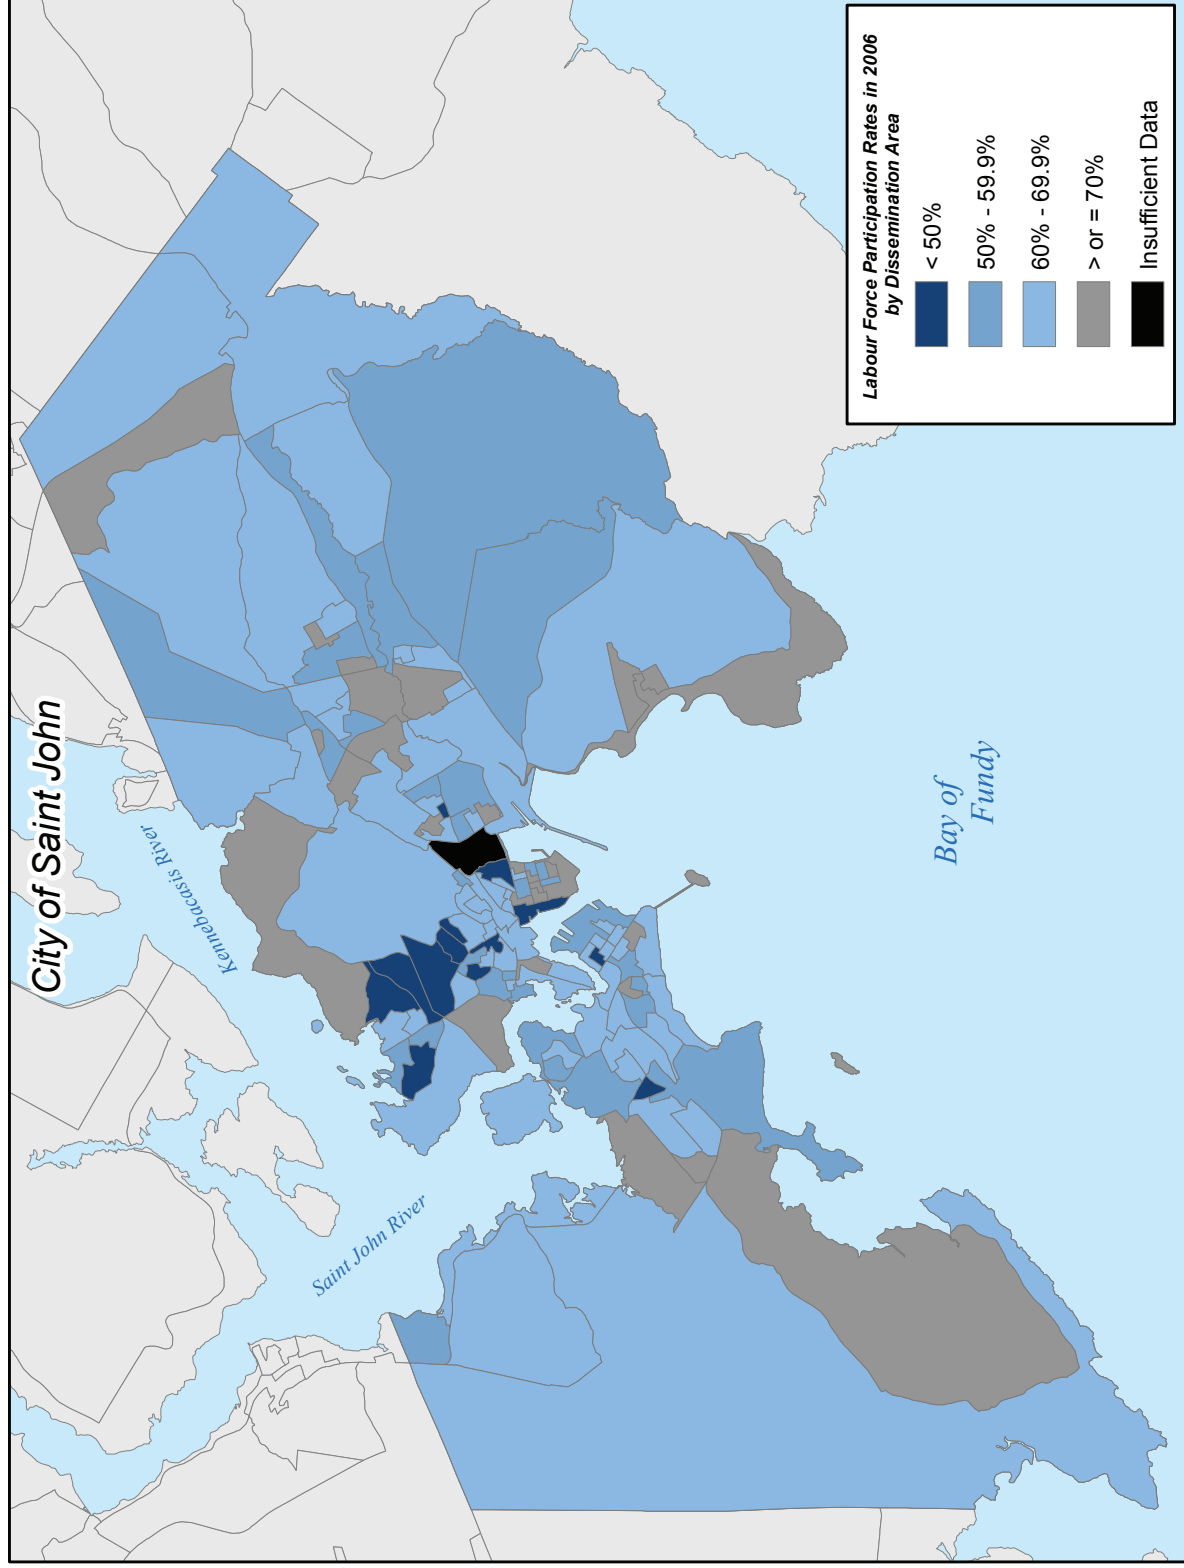 City of Saint John
Kennebacasis River
Saint John River
Bay of
Fundy
Labour Force Participation Rates in 2006
by Dissemination Area
< 50%
50% - 59.9%
60% - 69.9%
> or = 70%
Insufficient Data